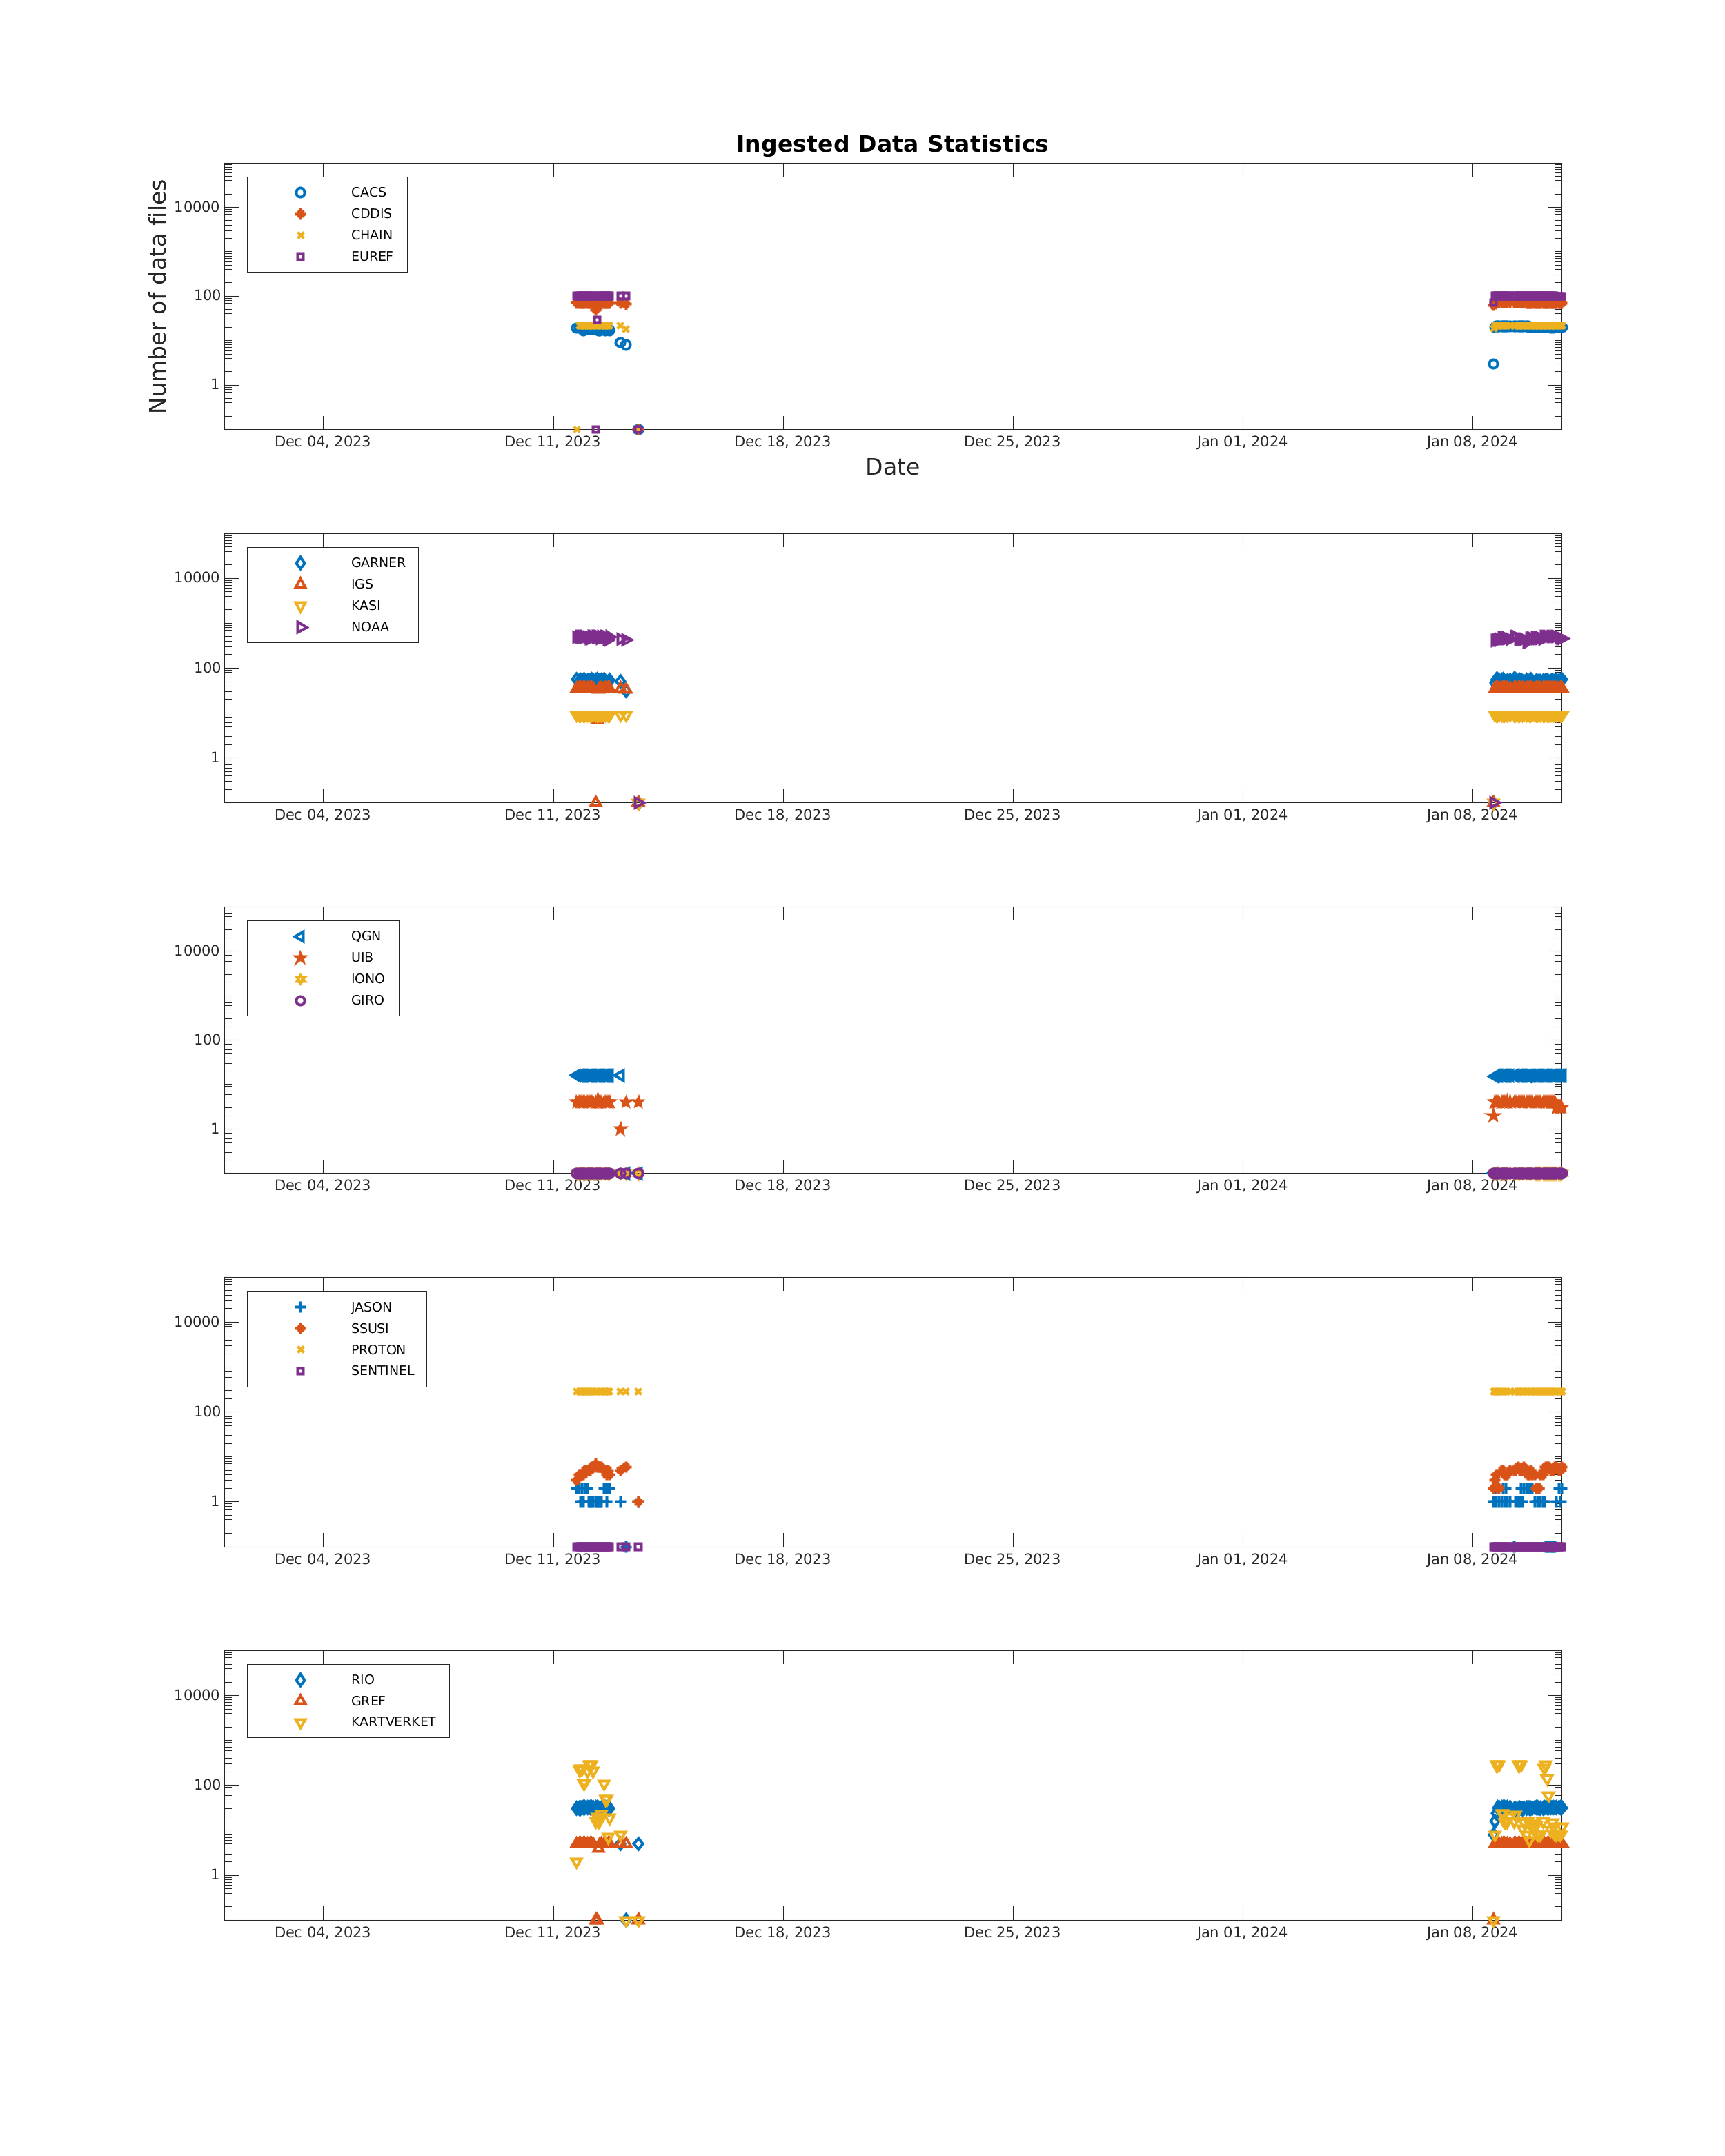 Ingested Data Statistics
Number of data files
10000
100
1
CACS
CDDIS
CHAIN
EUREF
Dec 04, 2023
Dec 11, 2023
Dec 18, 2023
Dec 25, 2023
Jan 01, 2024
Jan 08, 2024
Date
10000
100
1
GARNER
IGS
KASI
NOAA
Dec 04, 2023
Dec 11, 2023
Dec 18, 2023
Dec 25, 2023
Jan 01, 2024
Jan 08, 2024
10000
100
1
QGN
UIB
IONO
GIRO
Dec 04, 2023
Dec 11, 2023
Dec 18, 2023
Dec 25, 2023
Jan 01, 2024
Jan 08, 2024
10000
100
1
JASON
SSUSI
PROTON
SENTINEL
Dec 04, 2023
Dec 11, 2023
Dec 18, 2023
Dec 25, 2023
Jan 01, 2024
Jan 08, 2024
10000
100
1
RIO
GREF
KARTVERKET
Dec 04, 2023
Dec 11, 2023
Dec 18, 2023
Dec 25, 2023
Jan 01, 2024
Jan 08, 2024